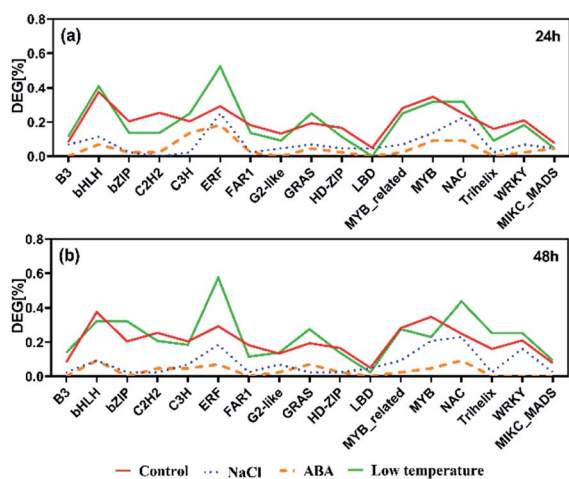 (a)
24h
DEG[%]
0.8
0.6
0.4
0.2
0.0
B3
bHLH
bZIP
C2H2
C3H
ERF
FAR1
G2-like
GRAS
HD-ZIP
LBD
MYB_related
MYB
NAC
Trihelix
WRKY
MIKC_MADS
(b)
48h
DEG[%]
0.8
0.6
0.4
0.2
0.0
B3
bHLH
bZIP
C2H2
C3H
ERF
FAR1
G2-like
GRAS
HD-ZIP
LBD
MYB_related
MYB
NAC
Trihelix
WRKY
MIKC_MADS
Control NaCl ABA Low temperature